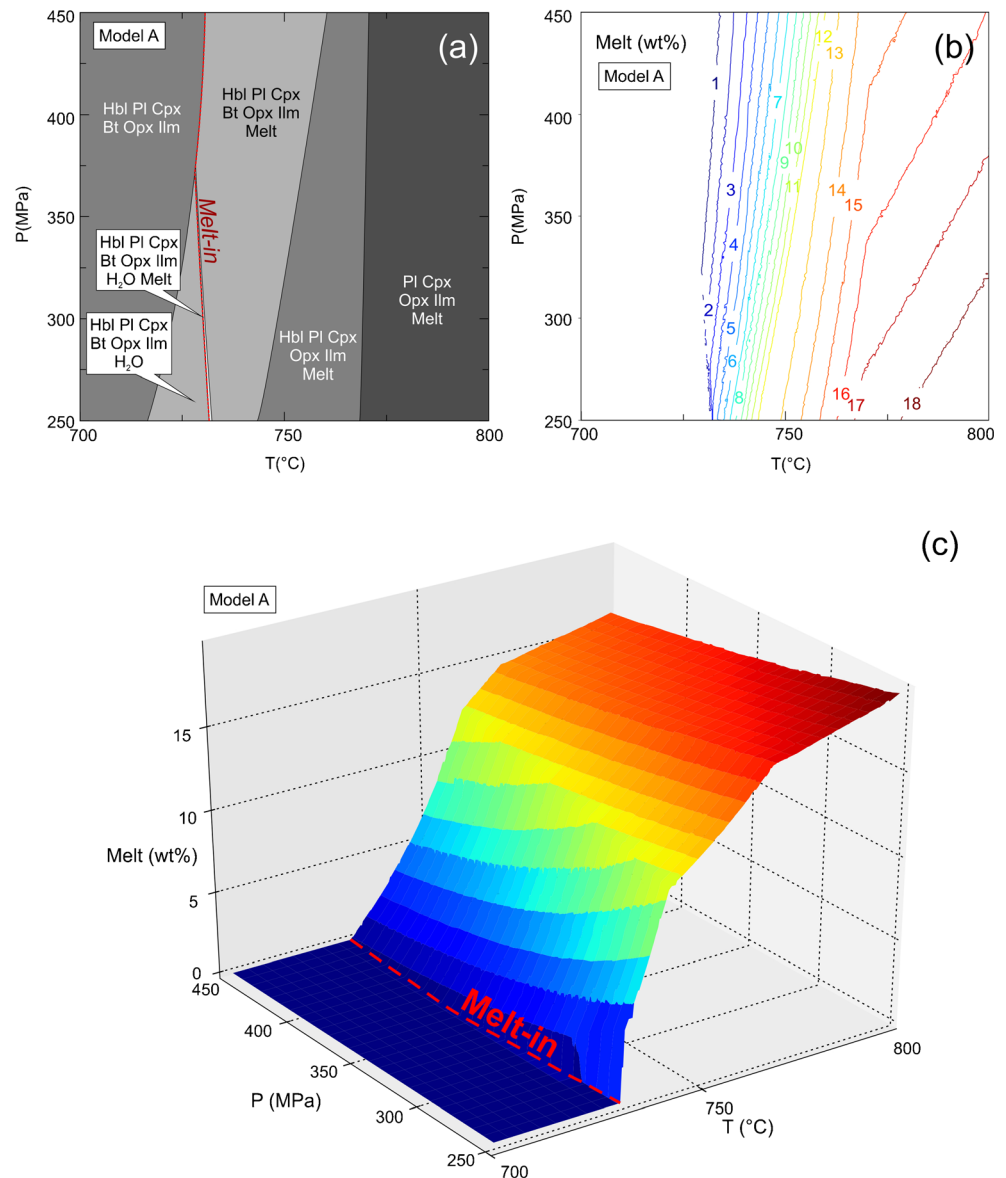 Model A
(a)
Hbl Pl Cpx
Bt Opx Ilm
Hbl Pl Cpx
Bt Opx Ilm
Melt
Melt-in
Hbl Pl Cpx
Bt Opx Ilm
H₂O Melt
Hbl Pl Cpx
Bt Opx Ilm
H₂O
Hbl Pl Cpx
Opx Ilm
Melt
Pl Cpx
Opx Ilm
Melt
450
400
350
300
250
P(MPa)
700
750
800
T(°C)
(b)
Melt (wt%)
Model A
1
2
3
4
5
6
7
8
9
10
11
12
13
14
15
16
17
18
450
400
350
300
250
P(MPa)
700
750
800
T(°C)
(c)
Model A
15
10
5
0
Melt (wt%)
450
400
350
300
250
P (MPa)
Melt-in
700
750
800
T (°C)